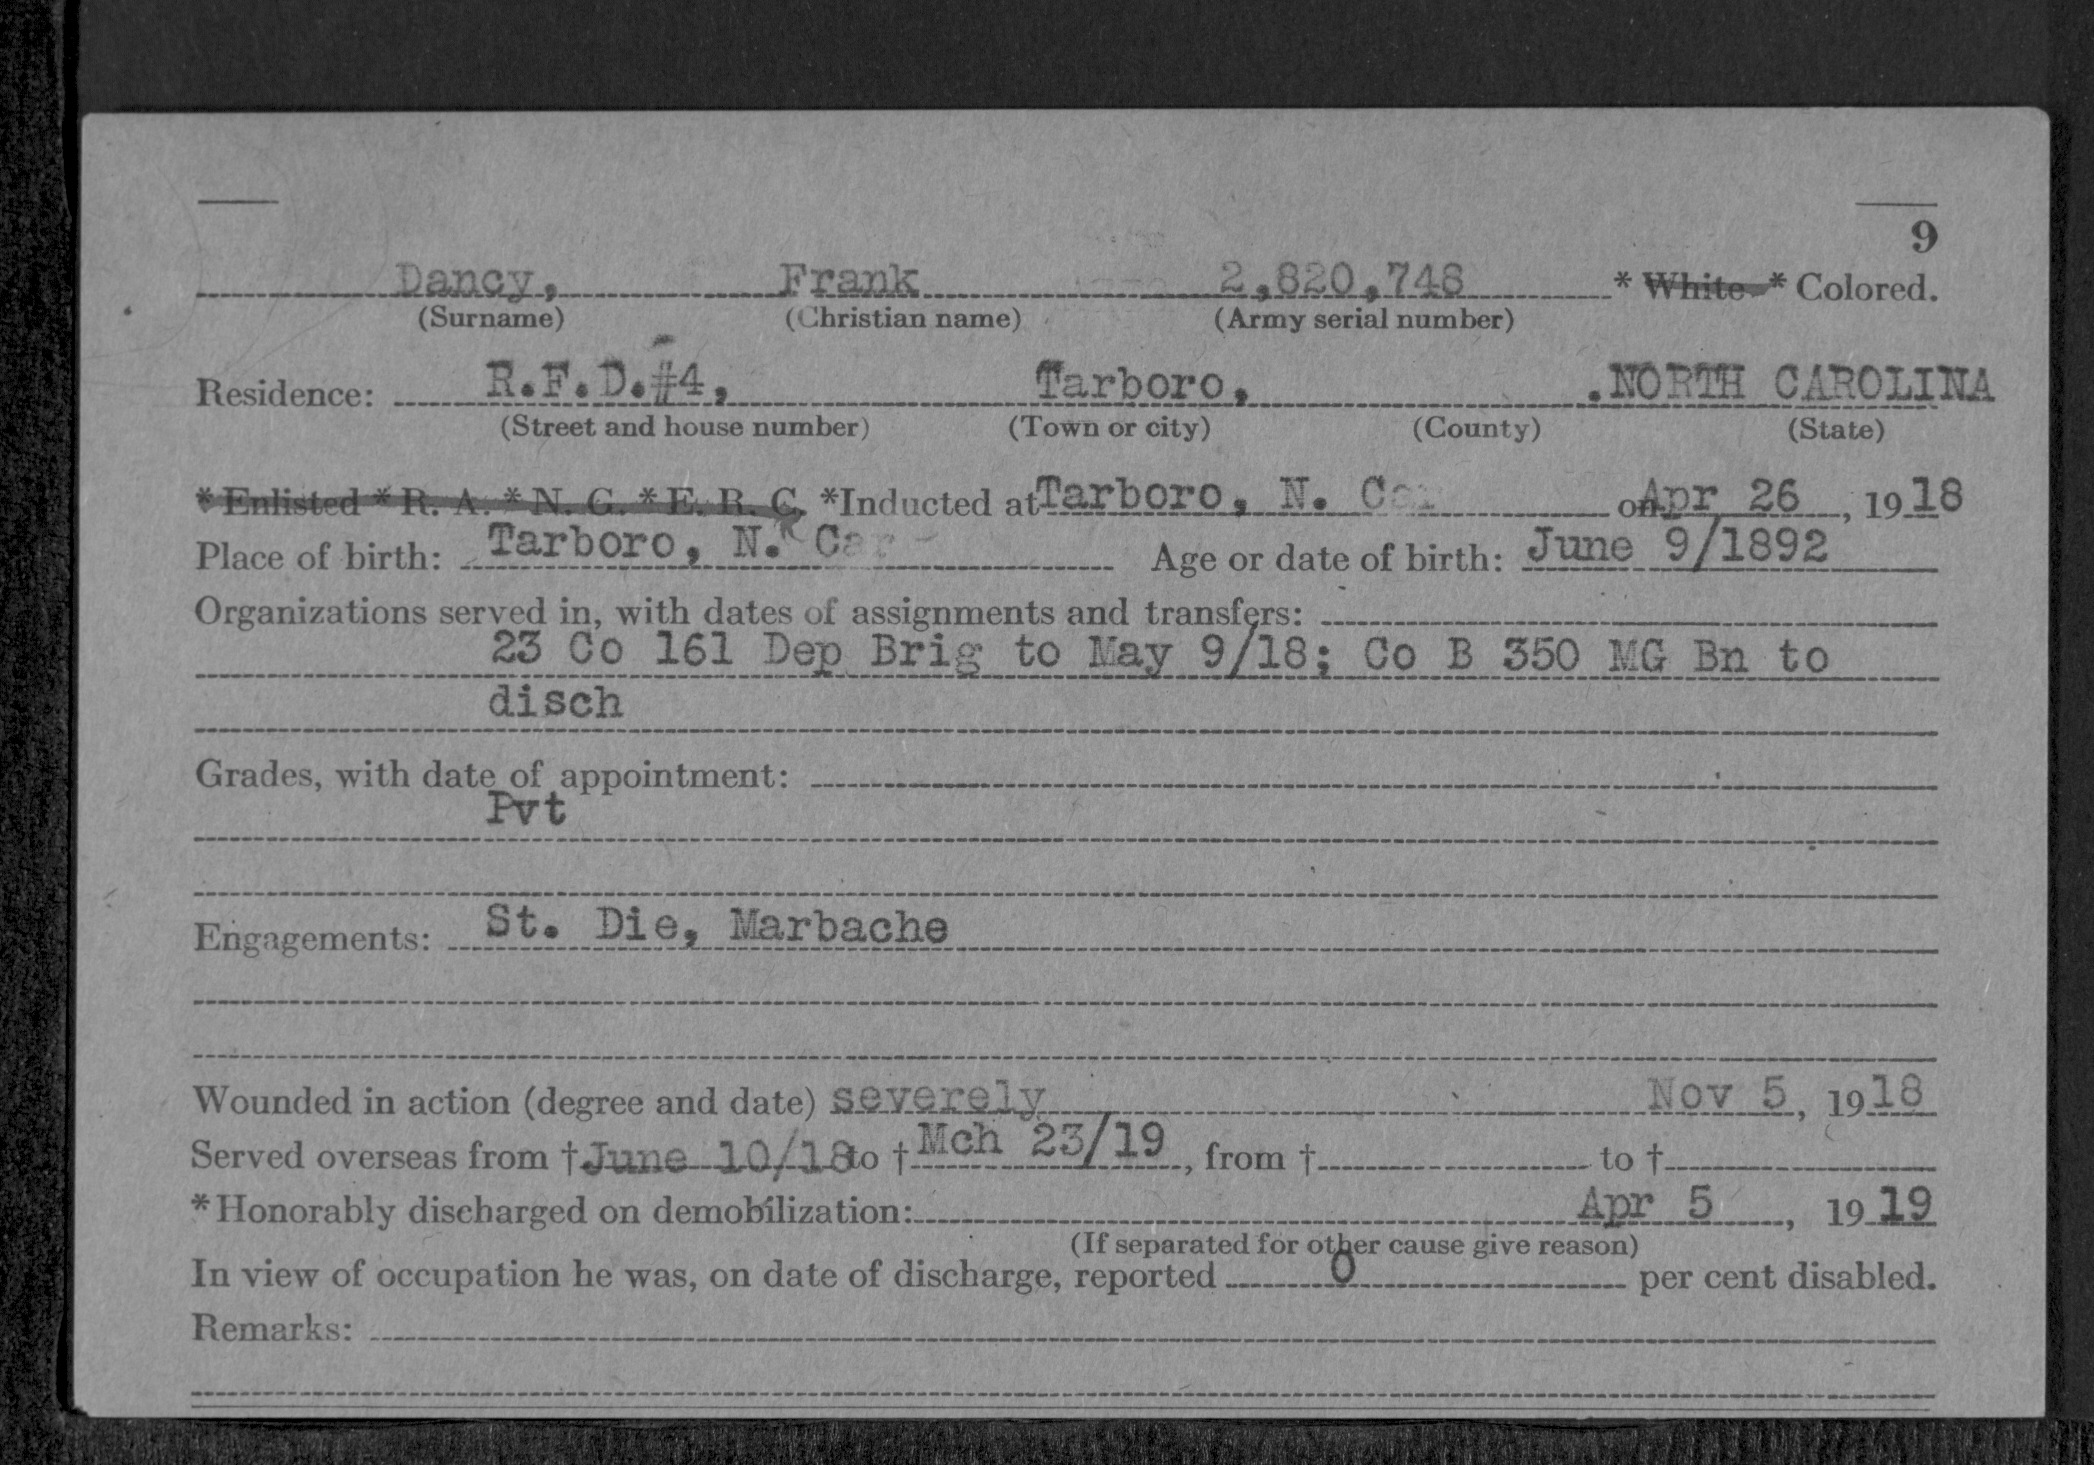 9
Dancy, Frank 2,820,748 * White * Colored.
(Surname) (Christian name) (Army serial number)
Residence: R.F.D.#4, Tarboro, .NORTH CAROLINA
(Street and house number) (Town or city) (County) (State)
* Enlisted * R. A. * N. G. * E. R. C. *Inducted at Tarboro, N. Car on Apr 26, 1918
Place of birth: Tarboro, N. Car Age or date of birth: June 9/1892
Organizations served in, with dates of assignments and transfers:
23 Co 161 Dep Brig to May 9/18; Co B 350 MG Bn to
disch
Grades, with date of appointment:
Pvt
Engagements: St. Die, Marbache
Wounded in action (degree and date) severely Nov 5, 1918
Served overseas from † June 10/18 to † Mch 23/19, from † to †
* Honorably discharged on demobilization: Apr 5, 1919
(If separated for other cause give reason)
In view of occupation he was, on date of discharge, reported 0 per cent disabled.
Remarks: